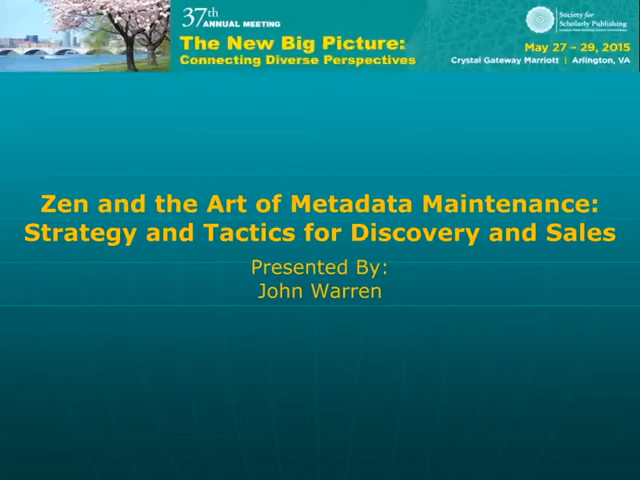 37th
ANNUAL MEETING
The New Big Picture:
Connecting Diverse Perspectives
Society for
Scholarly Publishing
May 27 – 29, 2015
Crystal Gateway Marriott | Arlington, VA
Zen and the Art of Metadata Maintenance:
Strategy and Tactics for Discovery and Sales
Presented By:
John Warren